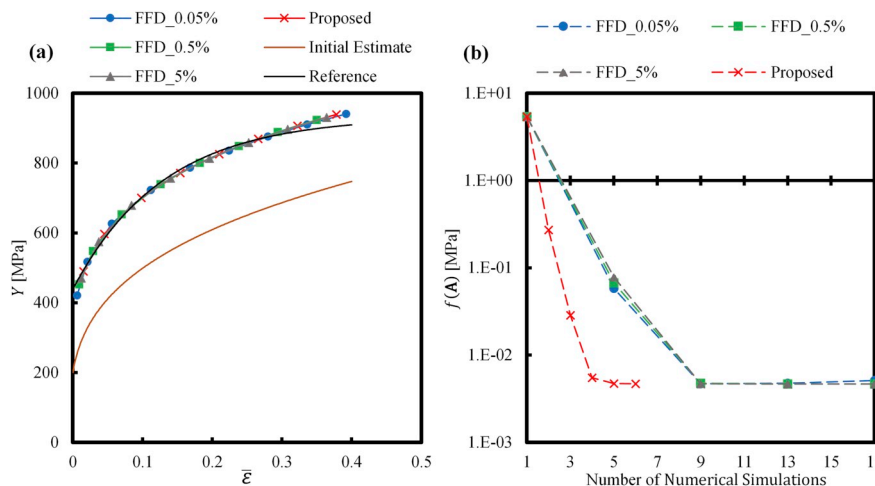 (a)
FFD_0.05%
Proposed
FFD_0.5%
Initial Estimate
FFD_5%
Reference
1000
800
600
400
200
0
Y [MPa]
0
0.1
0.2
0.3
0.4
0.5
ε̅
(b)
FFD_0.05%
FFD_0.5%
FFD_5%
Proposed
1.E+01
1.E+00
1.E-01
1.E-02
1.E-03
f(A) [MPa]
1
3
5
7
9
11
13
15
1
Number of Numerical Simulations